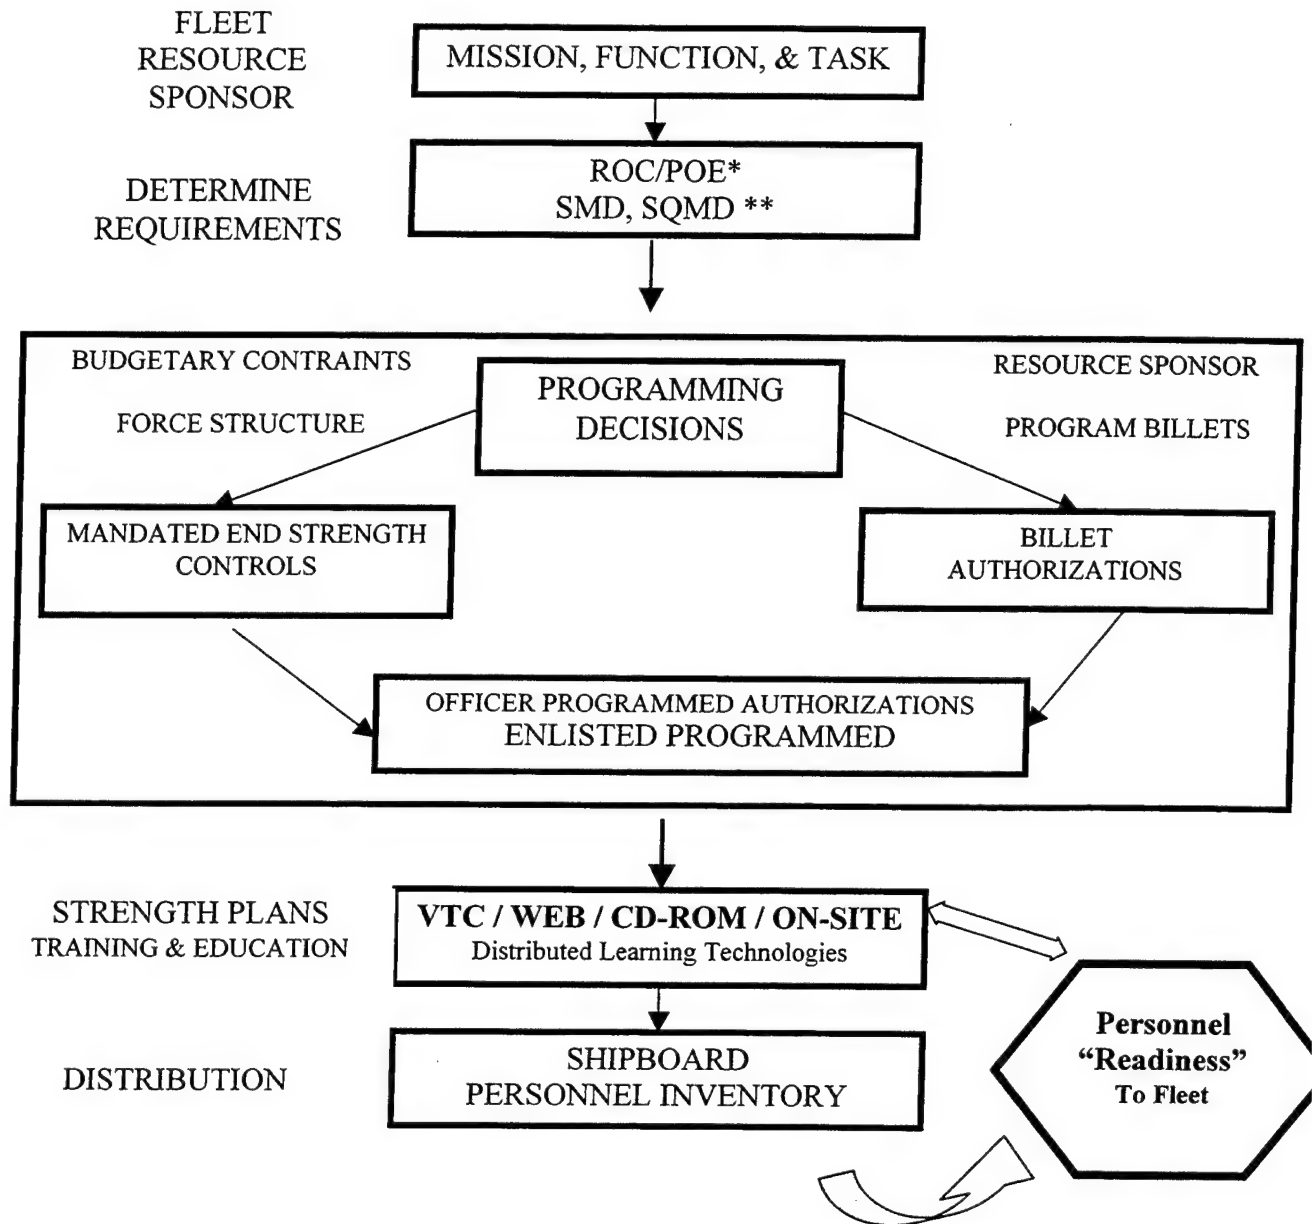 FLEET
RESOURCE
SPONSOR
MISSION, FUNCTION, & TASK
DETERMINE
REQUIREMENTS
ROC/POE*
SMD, SQMD **
BUDGETARY CONTRAINTS
FORCE STRUCTURE
PROGRAMMING
DECISIONS
RESOURCE SPONSOR
PROGRAM BILLETS
MANDATED END STRENGTH
CONTROLS
BILLET
AUTHORIZATIONS
OFFICER PROGRAMMED AUTHORIZATIONS
ENLISTED PROGRAMMED
STRENGTH PLANS
TRAINING & EDUCATION
VTC / WEB / CD-ROM / ON-SITE
Distributed Learning Technologies
Personnel
“Readiness”
To Fleet
DISTRIBUTION
SHIPBOARD
PERSONNEL INVENTORY